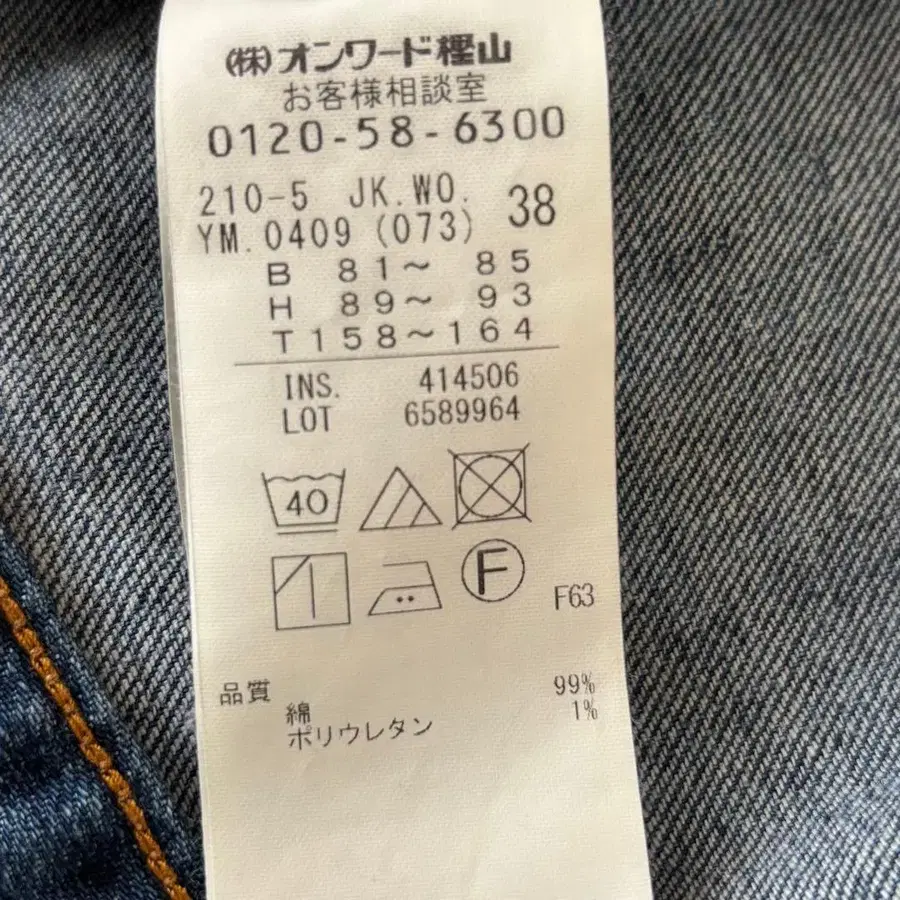 (株)オンワード樫山
お客様相談室
0120-58-6300
210-5 JK.WO. 38
YM.0409 (073)
B 81～ 85
H 89～ 93
T158～164
INS. 414506
LOT 6589964
40
F
F63
品質
綿 99%
ポリウレタン 1%